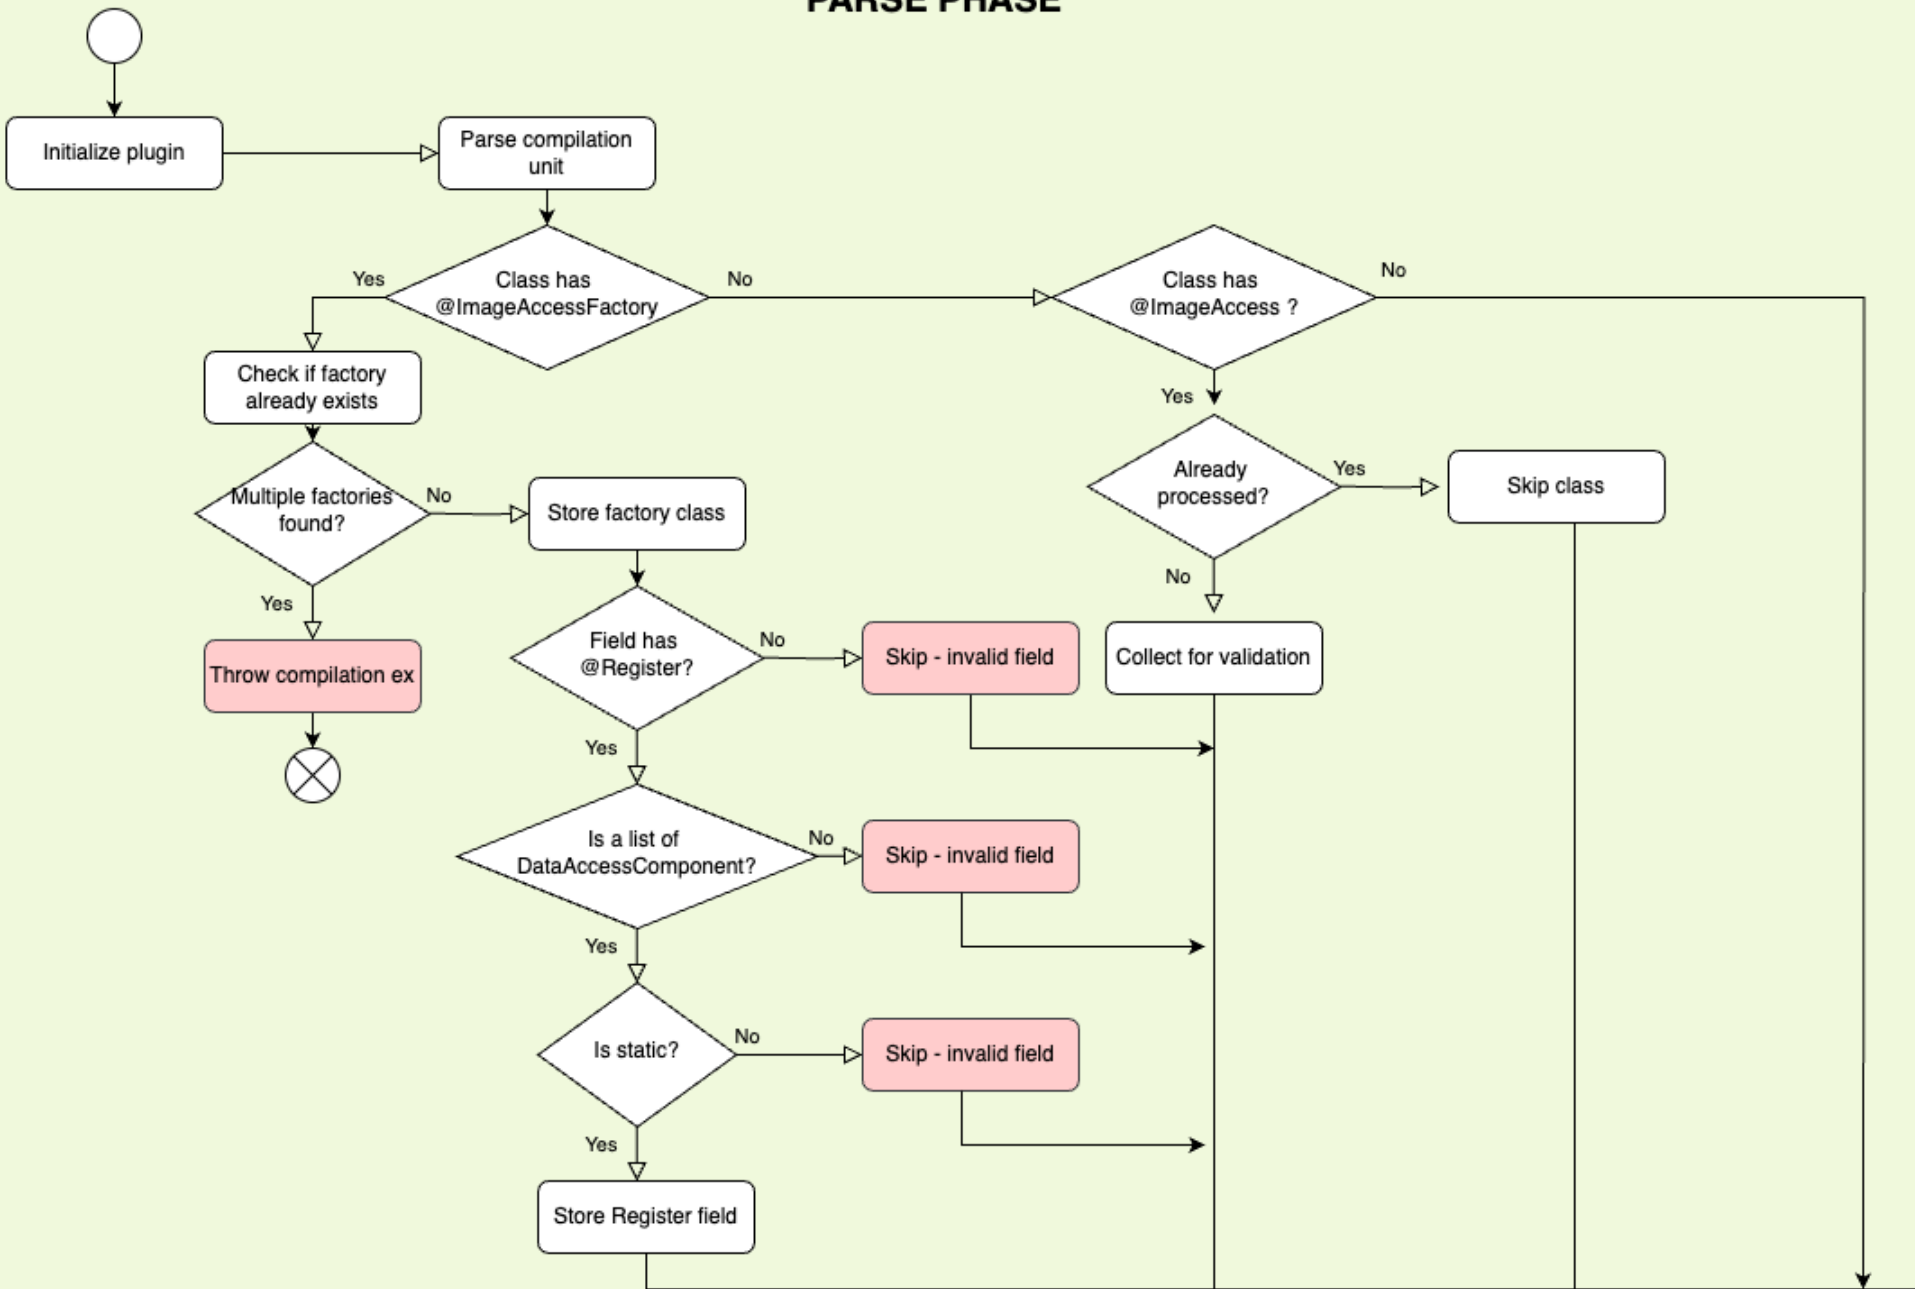 PARSE PHASE
Initialize plugin
Parse compilation
unit
Yes
Class has
@ImageAccessFactory
No
Class has
@ImageAccess ?
No
Check if factory
already exists
Yes
Multiple factories
found?
No
Store factory class
Already
processed?
Yes
Skip class
Yes
No
Throw compilation ex
Field has
@Register?
No
Skip - invalid field
Collect for validation
Yes
Is a list of
DataAccessComponent?
No
Skip - invalid field
Yes
Is static?
No
Skip - invalid field
Yes
Store Register field